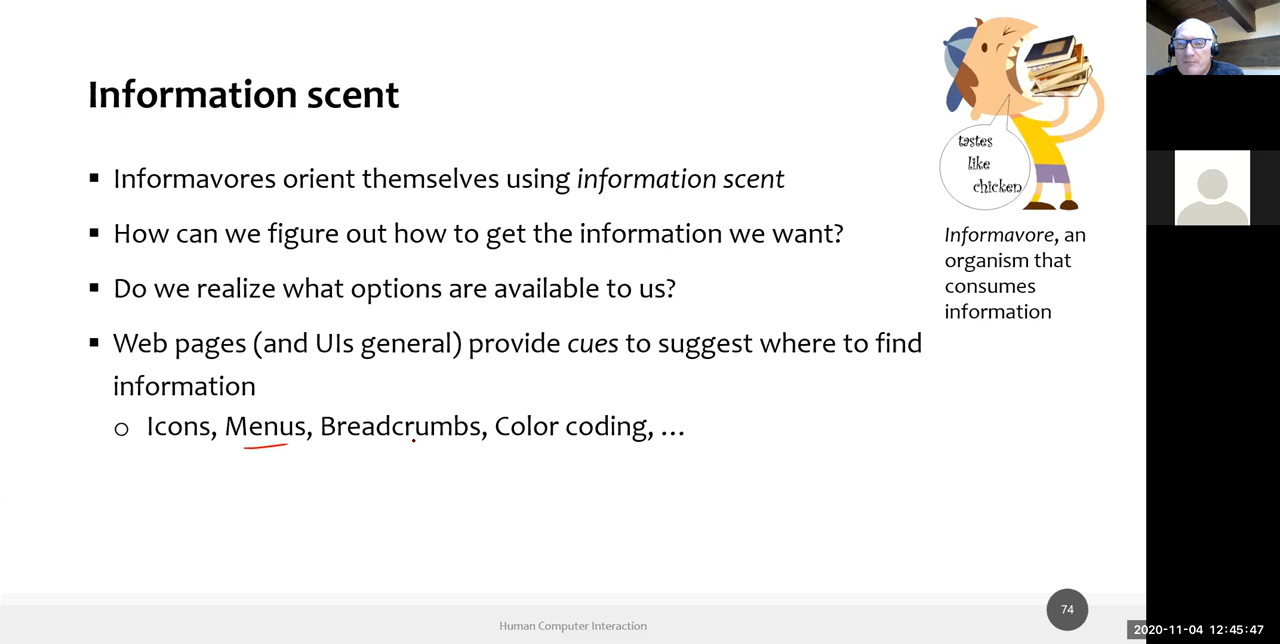 Information scent
▪ Informavores orient themselves using information scent
▪ How can we figure out how to get the information we want?
▪ Do we realize what options are available to us?
▪ Web pages (and UIs general) provide cues to suggest where to find
information
o Icons, Menus, Breadcrumbs, Color coding, …
tastes
like
chicken
Informavore, an
organism that
consumes
information
Human Computer Interaction
74
2020-11-04 12:45:47